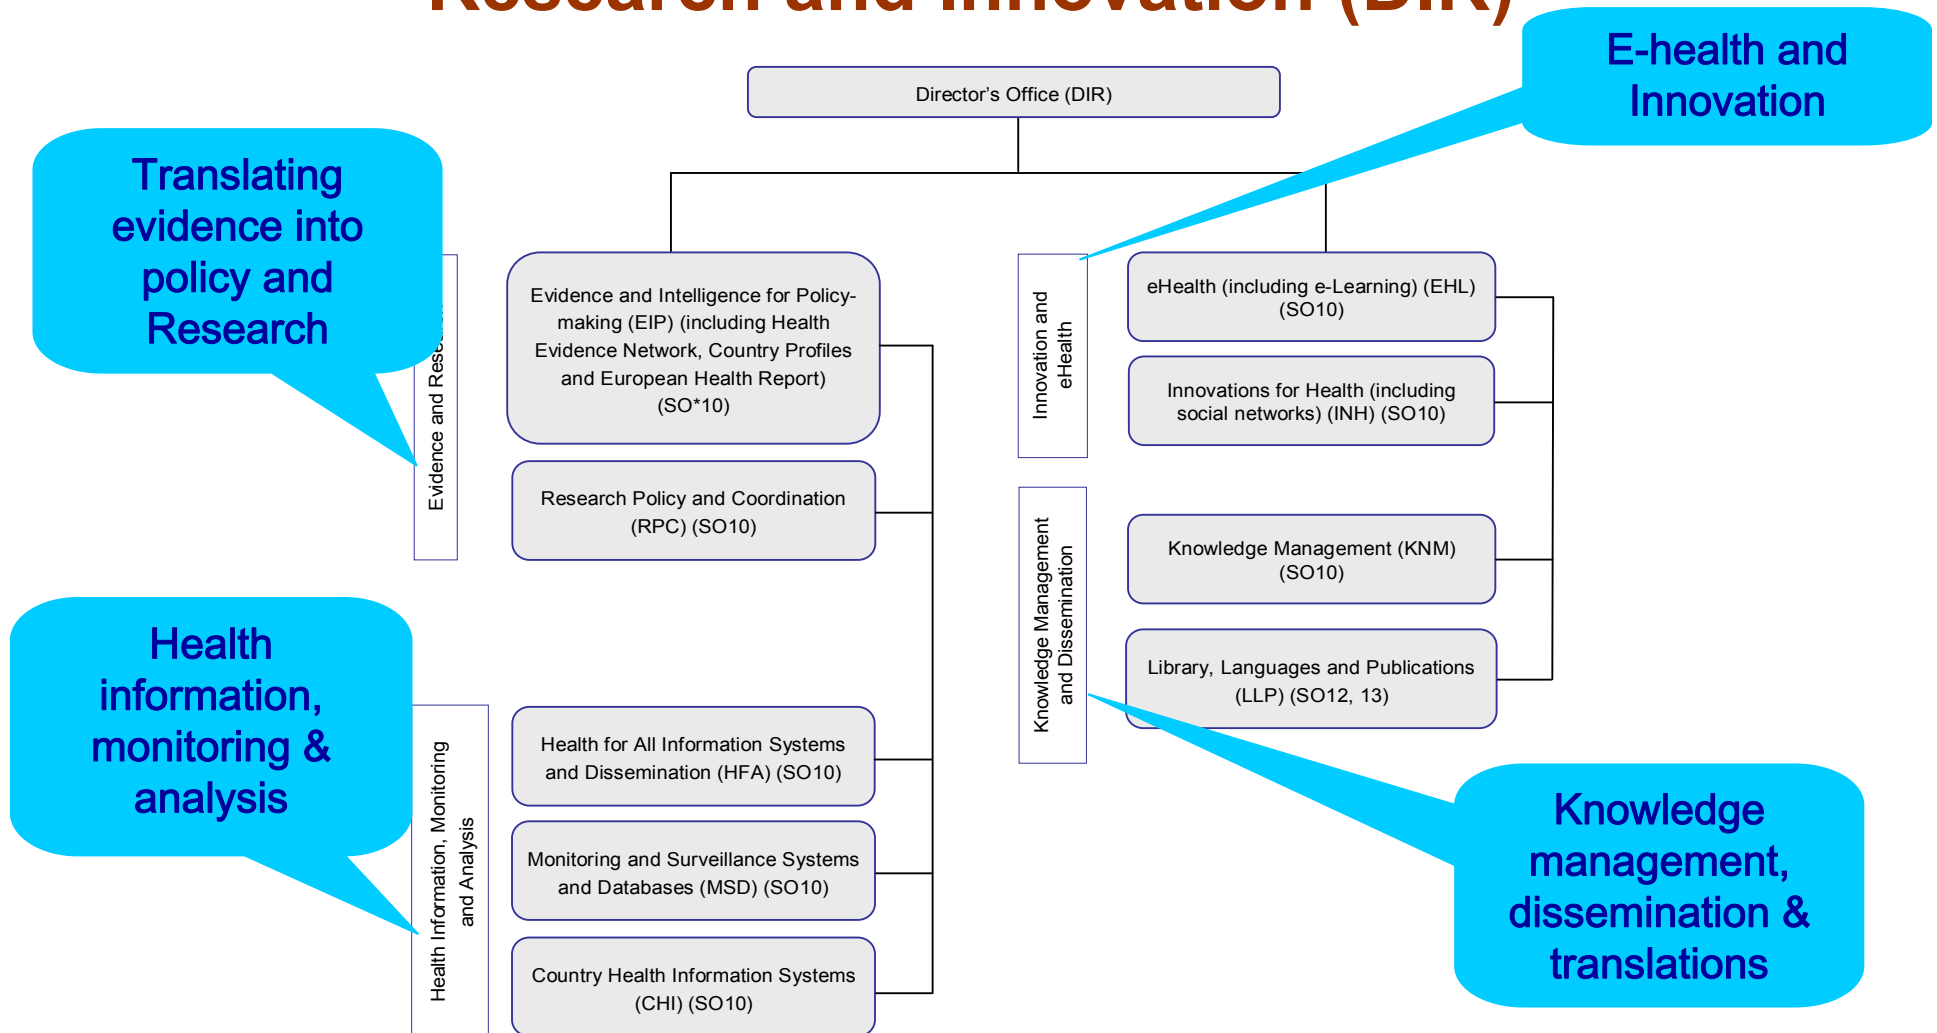 Research and Innovation (DIR)
E-health and
Innovation
Director's Office (DIR)
Translating
evidence into
policy and
Research
Evidence and Research
Evidence and Intelligence for Policy-
making (EIP) (including Health
Evidence Network, Country Profiles
and European Health Report)
(SO*10)
Research Policy and Coordination
(RPC) (SO10)
Innovation and
eHealth
eHealth (including e-Learning) (EHL)
(SO10)
Innovations for Health (including
social networks) (INH) (SO10)
Knowledge Management
and Dissemination
Knowledge Management (KNM)
(SO10)
Library, Languages and Publications
(LLP) (SO12, 13)
Health
information,
monitoring &
analysis
Health Information, Monitoring
and Analysis
Health for All Information Systems
and Dissemination (HFA) (SO10)
Monitoring and Surveillance Systems
and Databases (MSD) (SO10)
Country Health Information Systems
(CHI) (SO10)
Knowledge
management,
dissemination &
translations